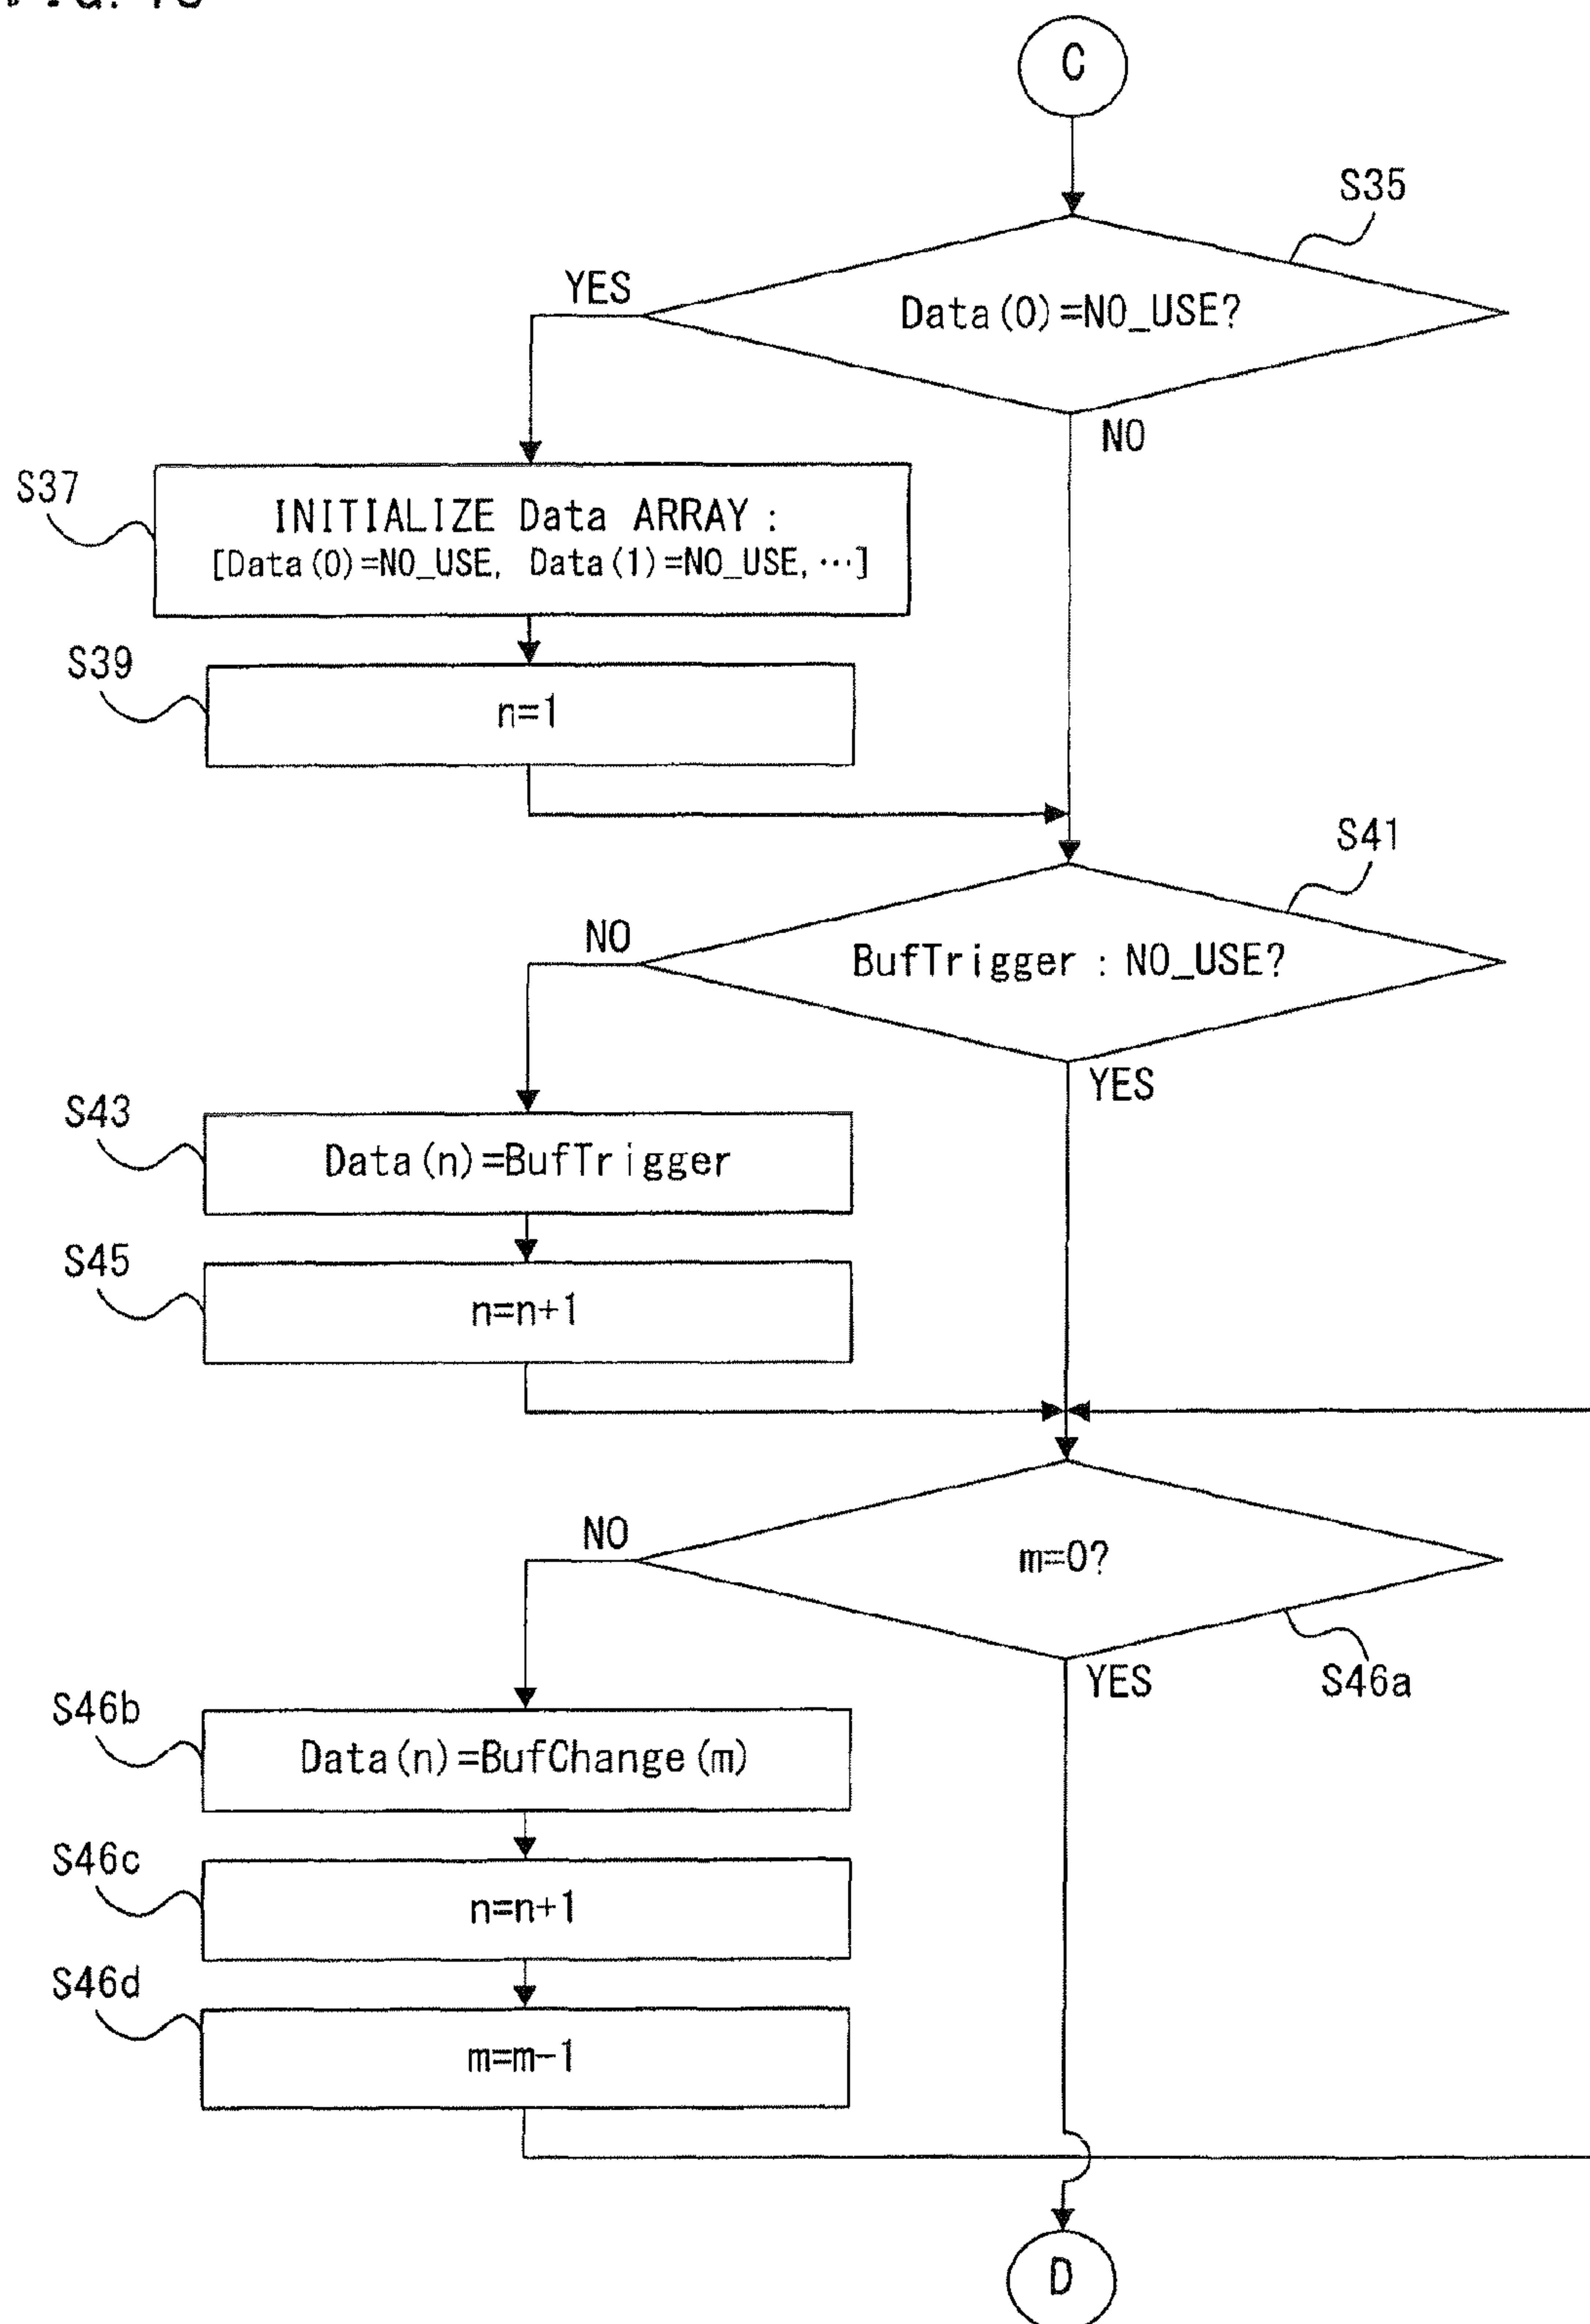 C
S35
YES
Data(0)=NO_USE?
NO
S37
INITIALIZE Data ARRAY :
[Data(0)=NO_USE, Data(1)=NO_USE, …]
S39
n=1
S41
NO
BufTrigger : NO_USE?
YES
S43
Data(n)=BufTrigger
S45
n=n+1
NO
m=0?
YES
S46a
S46b
Data(n)=BufChange(m)
S46c
n=n+1
S46d
m=m-1
D